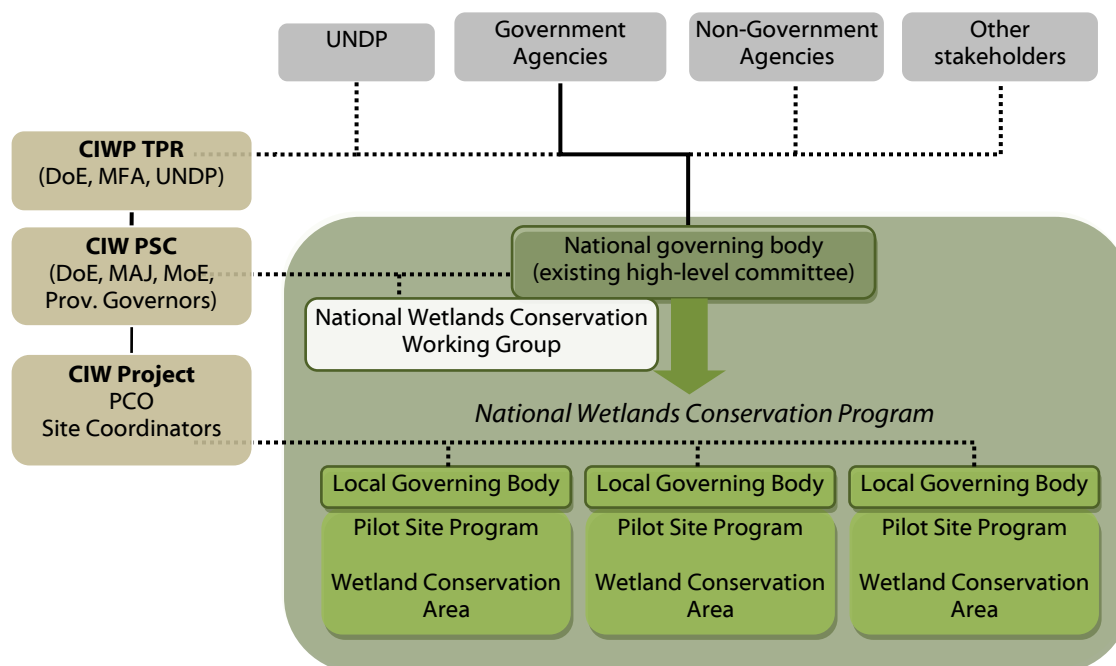 UNDP
Government
Agencies
Non-Government
Agencies
Other
stakeholders
CIWP TPR
(DoE, MFA, UNDP)
CIW PSC
(DoE, MAJ, MoE,
Prov. Governors)
National governing body
(existing high-level committee)
National Wetlands Conservation
Working Group
CIW Project
PCO
Site Coordinators
National Wetlands Conservation Program
Local Governing Body
Pilot Site Program
Wetland Conservation
Area
Local Governing Body
Pilot Site Program
Wetland Conservation
Area
Local Governing Body
Pilot Site Program
Wetland Conservation
Area